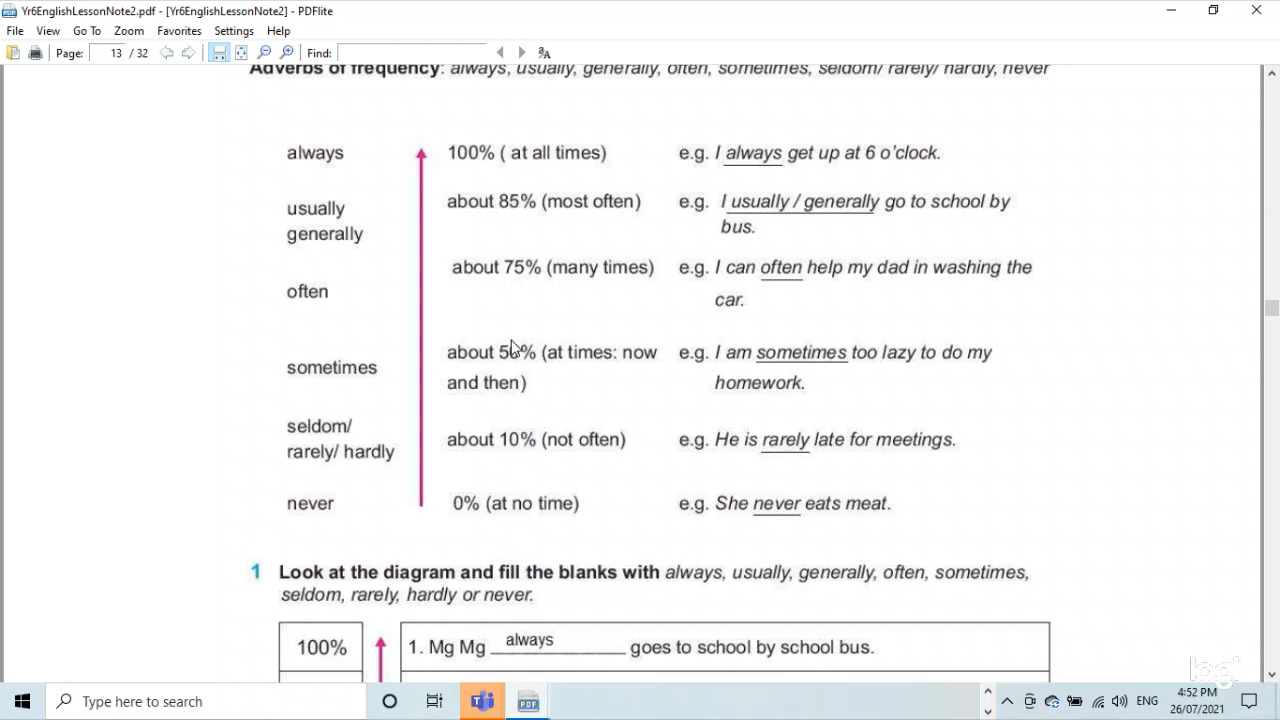 Yr6EnglishLessonNote2.pdf - [Yr6EnglishLessonNote2] - PDFlite
File View Go To Zoom Favorites Settings Help
Page: 13 / 32 Find:
Adverbs of frequency: always, usually, generally, often, sometimes, seldom/ rarely/ hardly, never
always 100% ( at all times) e.g. I always get up at 6 o'clock.
usually about 85% (most often) e.g. I usually / generally go to school by
generally bus.
often about 75% (many times) e.g. I can often help my dad in washing the
car.
sometimes about 50% (at times: now e.g. I am sometimes too lazy to do my
and then) homework.
seldom/
rarely/ hardly about 10% (not often) e.g. He is rarely late for meetings.
never 0% (at no time) e.g. She never eats meat.
1 Look at the diagram and fill the blanks with always, usually, generally, often, sometimes,
seldom, rarely, hardly or never.
100% 1. Mg Mg always goes to school by school bus.
Type here to search
ENG
4:52 PM
26/07/2021